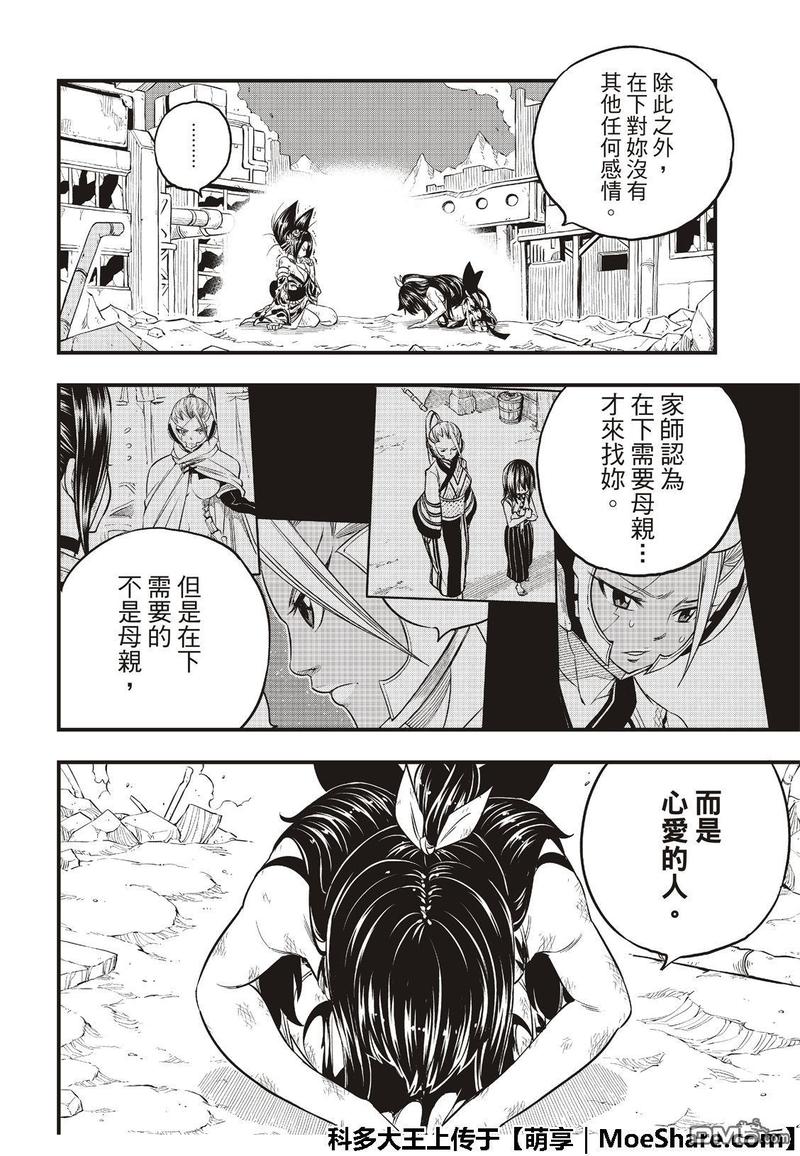 除此之外，
在下對妳沒有
其他任何感情。
………
家師認為
在下需要母親…
才來找妳。
但是在下
需要的
不是母親，
而是
心愛的人。
科多大王上传于【萌享｜MoeShare.com】